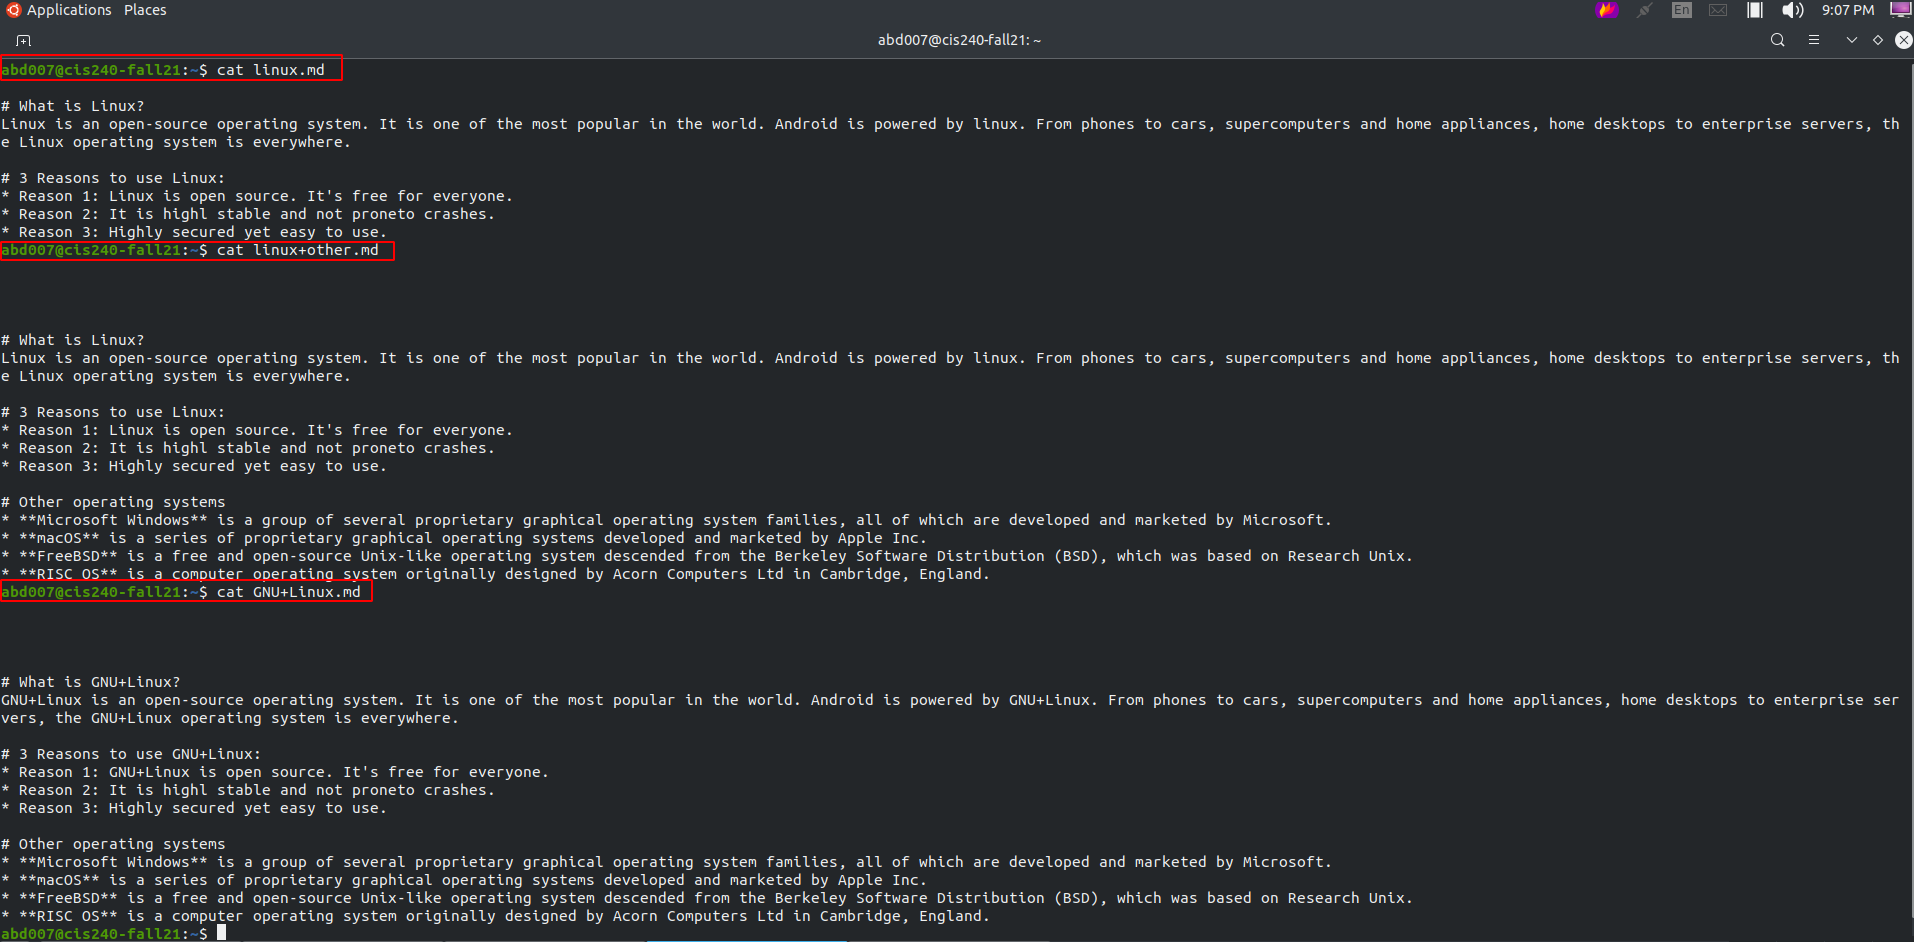 Applications Places En 9:07 PM
abd007@cis240-fall21: ~
abd007@cis240-fall21:~$ cat linux.md
# What is Linux?
Linux is an open-source operating system. It is one of the most popular in the world. Android is powered by linux. From phones to cars, supercomputers and home appliances, home desktops to enterprise servers, th
e Linux operating system is everywhere.
# 3 Reasons to use Linux:
* Reason 1: Linux is open source. It's free for everyone.
* Reason 2: It is highl stable and not proneto crashes.
* Reason 3: Highly secured yet easy to use.
abd007@cis240-fall21:~$ cat linux+other.md
# What is Linux?
Linux is an open-source operating system. It is one of the most popular in the world. Android is powered by linux. From phones to cars, supercomputers and home appliances, home desktops to enterprise servers, th
e Linux operating system is everywhere.
# 3 Reasons to use Linux:
* Reason 1: Linux is open source. It's free for everyone.
* Reason 2: It is highl stable and not proneto crashes.
* Reason 3: Highly secured yet easy to use.
# Other operating systems
* **Microsoft Windows** is a group of several proprietary graphical operating system families, all of which are developed and marketed by Microsoft.
* **macOS** is a series of proprietary graphical operating systems developed and marketed by Apple Inc.
* **FreeBSD** is a free and open-source Unix-like operating system descended from the Berkeley Software Distribution (BSD), which was based on Research Unix.
* **RISC OS** is a computer operating system originally designed by Acorn Computers Ltd in Cambridge, England.
abd007@cis240-fall21:~$ cat GNU+Linux.md
# What is GNU+Linux?
GNU+Linux is an open-source operating system. It is one of the most popular in the world. Android is powered by GNU+Linux. From phones to cars, supercomputers and home appliances, home desktops to enterprise ser
vers, the GNU+Linux operating system is everywhere.
# 3 Reasons to use GNU+Linux:
* Reason 1: GNU+Linux is open source. It's free for everyone.
* Reason 2: It is highl stable and not proneto crashes.
* Reason 3: Highly secured yet easy to use.
# Other operating systems
* **Microsoft Windows** is a group of several proprietary graphical operating system families, all of which are developed and marketed by Microsoft.
* **macOS** is a series of proprietary graphical operating systems developed and marketed by Apple Inc.
* **FreeBSD** is a free and open-source Unix-like operating system descended from the Berkeley Software Distribution (BSD), which was based on Research Unix.
* **RISC OS** is a computer operating system originally designed by Acorn Computers Ltd in Cambridge, England.
abd007@cis240-fall21:~$